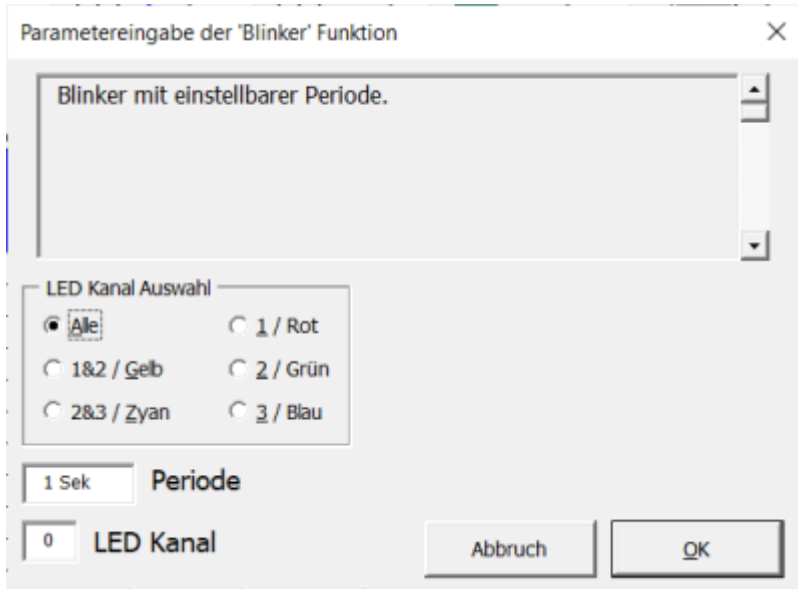 Parametereingabe der 'Blinker' Funktion
Blinker mit einstellbarer Periode.
LED Kanal Auswahl
Alle 1 / Rot
1&2 / Gelb 2 / Grün
2&3 / Zyan 3 / Blau
1 Sek Periode
0 LED Kanal
Abbruch OK